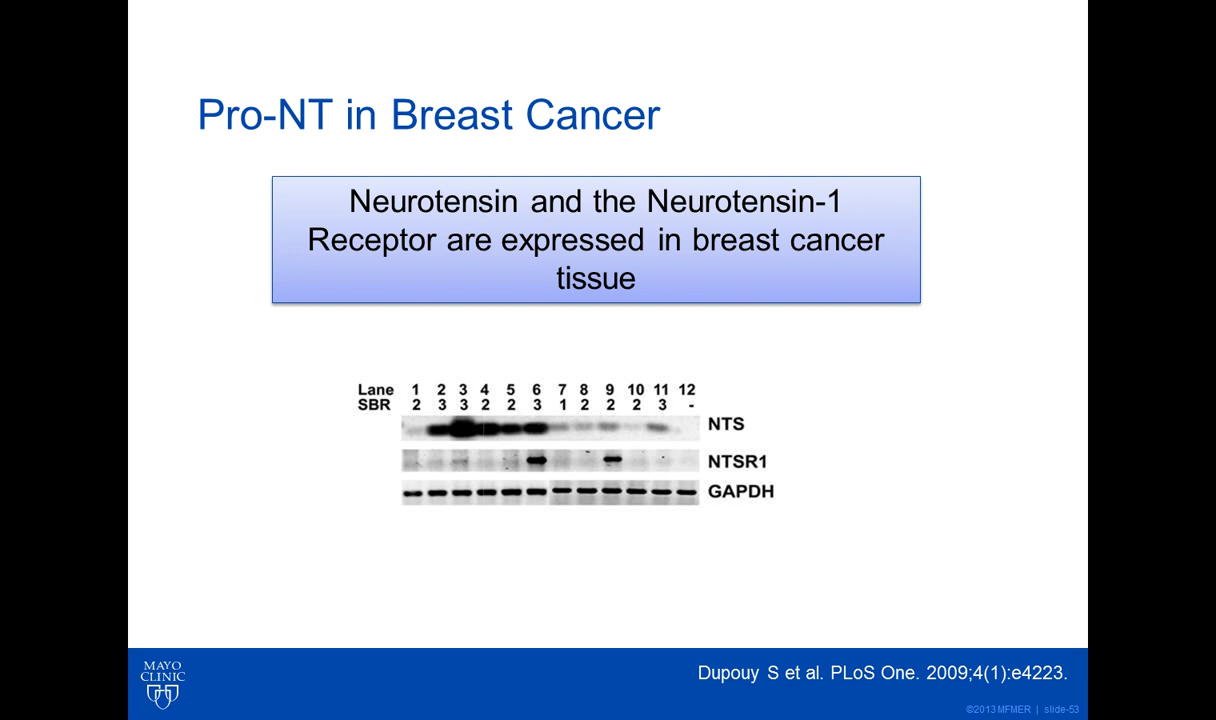 Pro-NT in Breast Cancer
Neurotensin and the Neurotensin-1
Receptor are expressed in breast cancer
tissue
Lane 1 2 3 4 5 6 7 8 9 10 11 12
SBR 2 3 3 2 2 3 1 2 2 2 3 -
NTS
NTSR1
GAPDH
MAYO
CLINIC
Dupouy S et al. PLoS One. 2009;4(1):e4223.
©2013 MFMER | slide-53